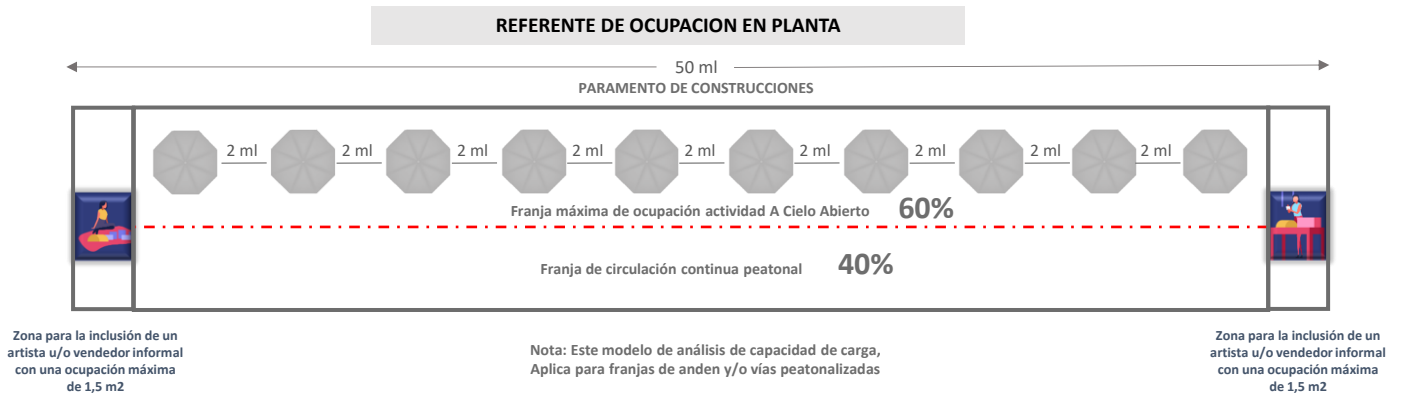 REFERENTE DE OCUPACION EN PLANTA
50 ml
PARAMENTO DE CONSTRUCCIONES
2 ml
2 ml
2 ml
2 ml
2 ml
2 ml
2 ml
2 ml
2 ml
Franja máxima de ocupación actividad A Cielo Abierto 60%
Franja de circulación continua peatonal 40%
Zona para la inclusión de un
artista u/o vendedor informal
con una ocupación máxima
de 1,5 m2
Nota: Este modelo de análisis de capacidad de carga,
Aplica para franjas de anden y/o vías peatonalizadas
Zona para la inclusión de un
artista u/o vendedor informal
con una ocupación máxima
de 1,5 m2